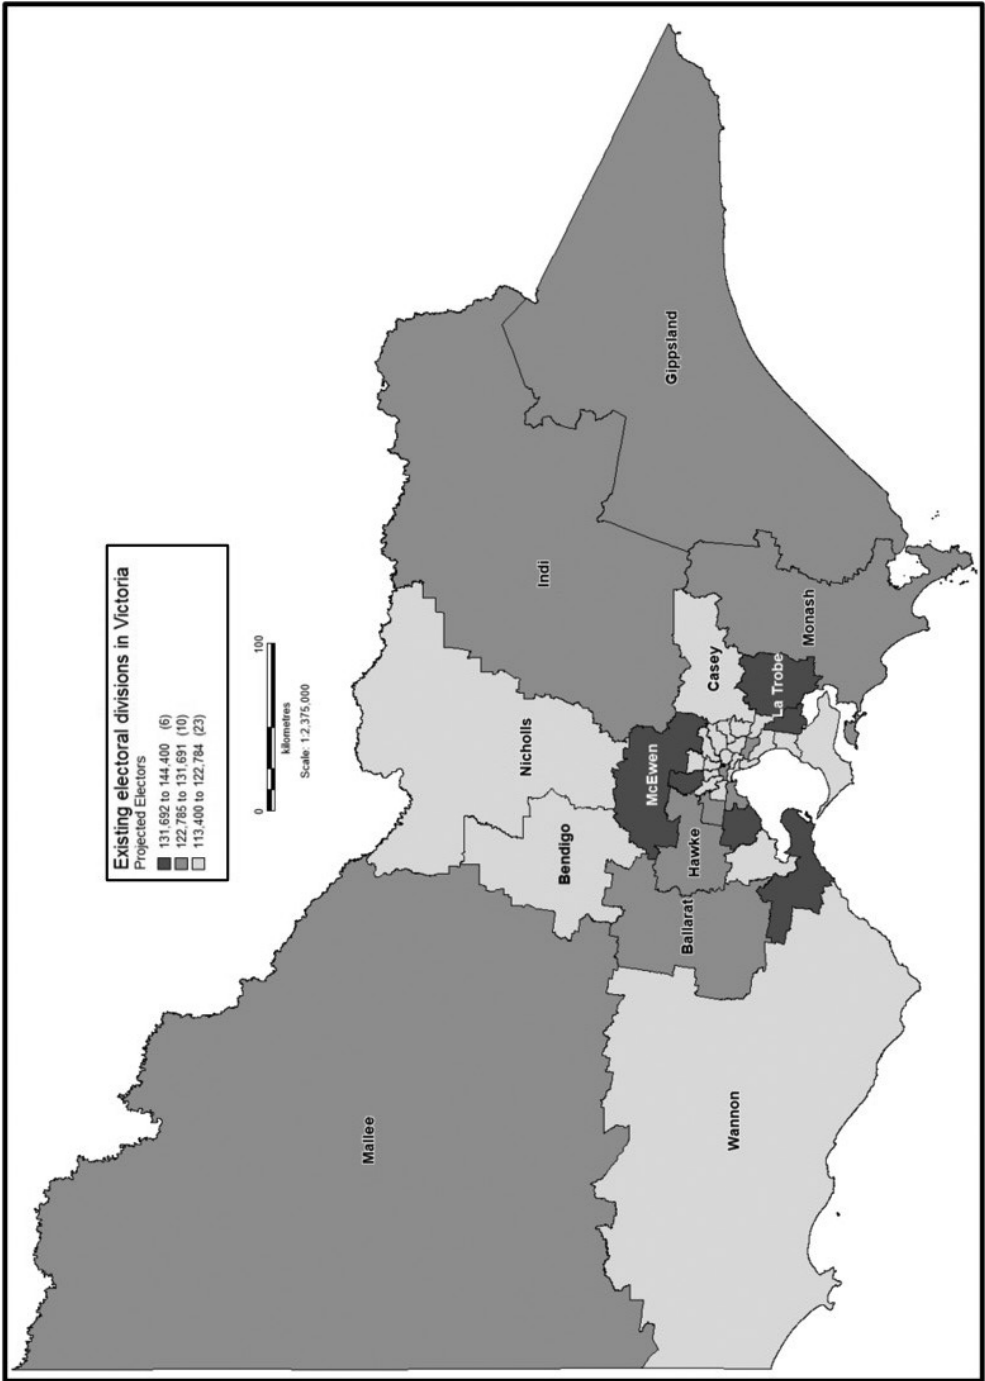 Existing electoral divisions in Victoria
Projected Electors
131,692 to 144,400 (6)
122,785 to 131,691 (10)
113,400 to 122,784 (23)
0 100
kilometres
Scale: 1:2,375,000
Mallee
Nicholls
Bendigo
Indi
Wannon
Ballarat
Hawke
McEwen
Casey
La Trobe
Monash
Gippsland